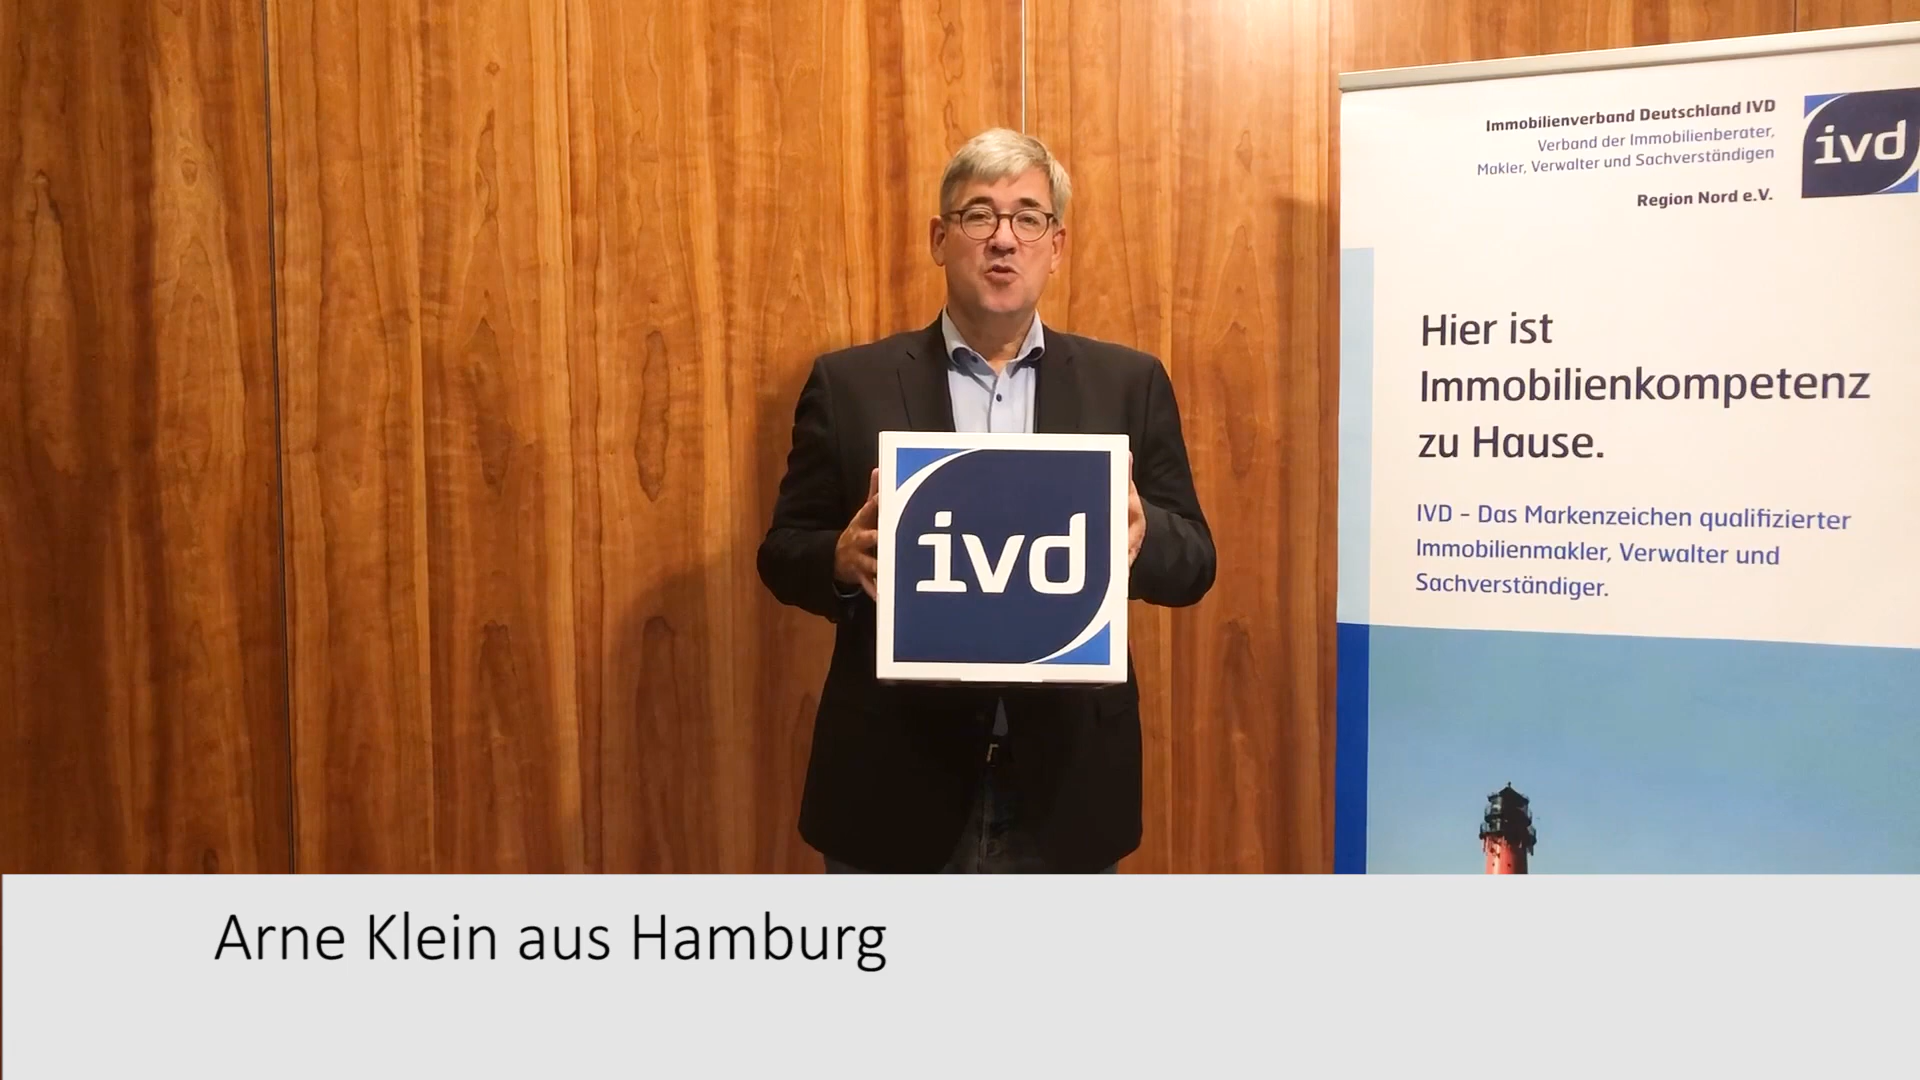 Immobilienverband Deutschland IVD
Verband der Immobilienberater,
Makler, Verwalter und Sachverständigen
Region Nord e.V.
ivd
Hier ist
Immobilienkompetenz
zu Hause.
IVD – Das Markenzeichen qualifizierter
Immobilienmakler, Verwalter und
Sachverständiger.
ivd
Arne Klein aus Hamburg